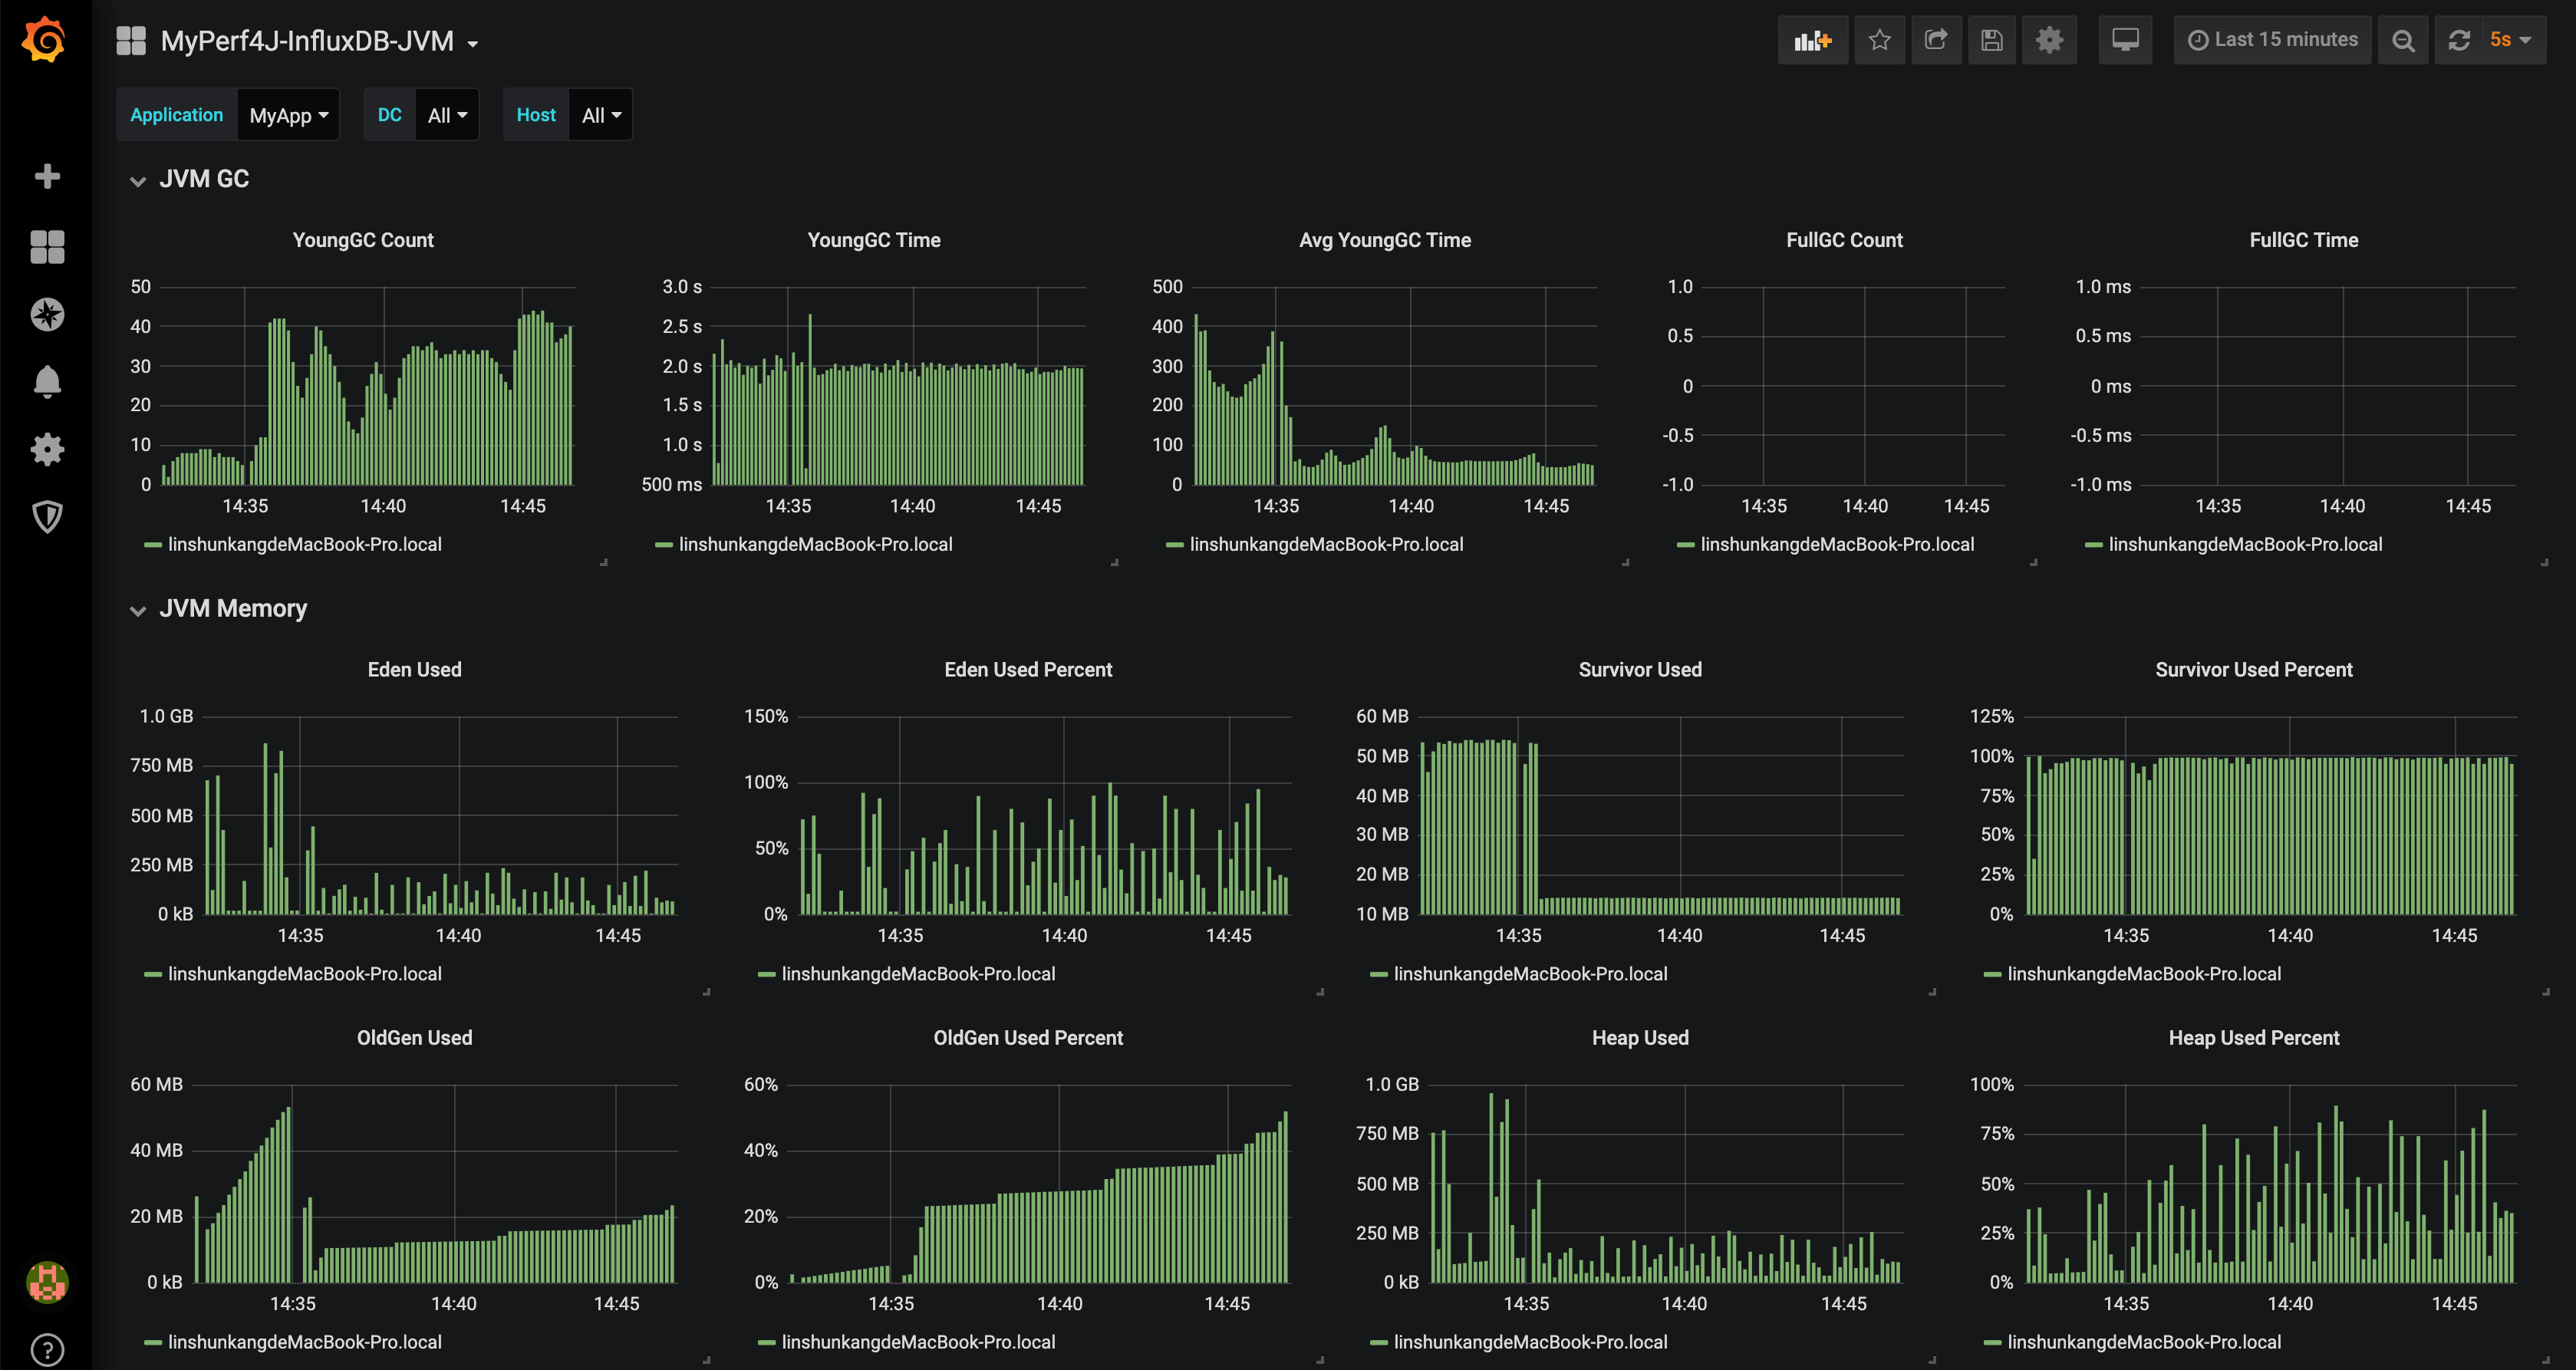 MyPerf4J-InfluxDB-JVM
Last 15 minutes
5s
Application MyApp DC All Host All
JVM GC
YoungGC Count
50
40
30
20
10
0
14:35 14:40 14:45
linshunkangdeMacBook-Pro.local
YoungGC Time
3.0 s
2.5 s
2.0 s
1.5 s
1.0 s
500 ms
14:35 14:40 14:45
linshunkangdeMacBook-Pro.local
Avg YoungGC Time
500
400
300
200
100
0
14:35 14:40 14:45
linshunkangdeMacBook-Pro.local
FullGC Count
1.0
0.5
0
-0.5
-1.0
14:35 14:40 14:45
linshunkangdeMacBook-Pro.local
FullGC Time
1.0 ms
0.5 ms
0 ms
-0.5 ms
-1.0 ms
14:35 14:40 14:45
linshunkangdeMacBook-Pro.local
JVM Memory
Eden Used
1.0 GB
750 MB
500 MB
250 MB
0 kB
14:35 14:40 14:45
linshunkangdeMacBook-Pro.local
Eden Used Percent
150%
100%
50%
0%
14:35 14:40 14:45
linshunkangdeMacBook-Pro.local
Survivor Used
60 MB
50 MB
40 MB
30 MB
20 MB
10 MB
14:35 14:40 14:45
linshunkangdeMacBook-Pro.local
Survivor Used Percent
125%
100%
75%
50%
25%
0%
14:35 14:40 14:45
linshunkangdeMacBook-Pro.local
OldGen Used
60 MB
40 MB
20 MB
0 kB
14:35 14:40 14:45
linshunkangdeMacBook-Pro.local
OldGen Used Percent
60%
40%
20%
0%
14:35 14:40 14:45
linshunkangdeMacBook-Pro.local
Heap Used
1.0 GB
750 MB
500 MB
250 MB
0 kB
14:35 14:40 14:45
linshunkangdeMacBook-Pro.local
Heap Used Percent
100%
75%
50%
25%
0%
14:35 14:40 14:45
linshunkangdeMacBook-Pro.local